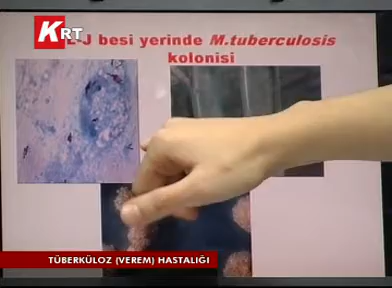 KRT
L-J besi yerinde M.tuberculosis
kolonisi
TÜBERKÜLOZ (VEREM) HASTALIĞI